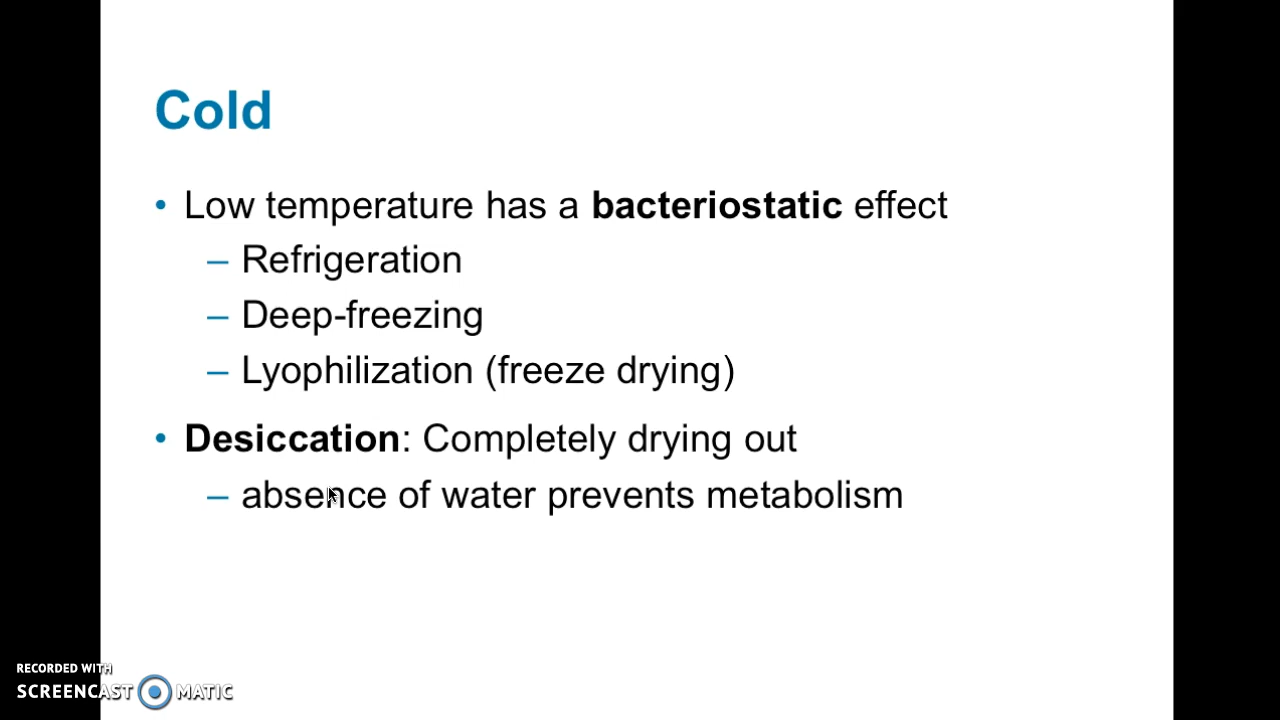 Cold
• Low temperature has a bacteriostatic effect
– Refrigeration
– Deep-freezing
– Lyophilization (freeze drying)
• Desiccation: Completely drying out
– absence of water prevents metabolism
RECORDED WITH
SCREENCAST MATIC